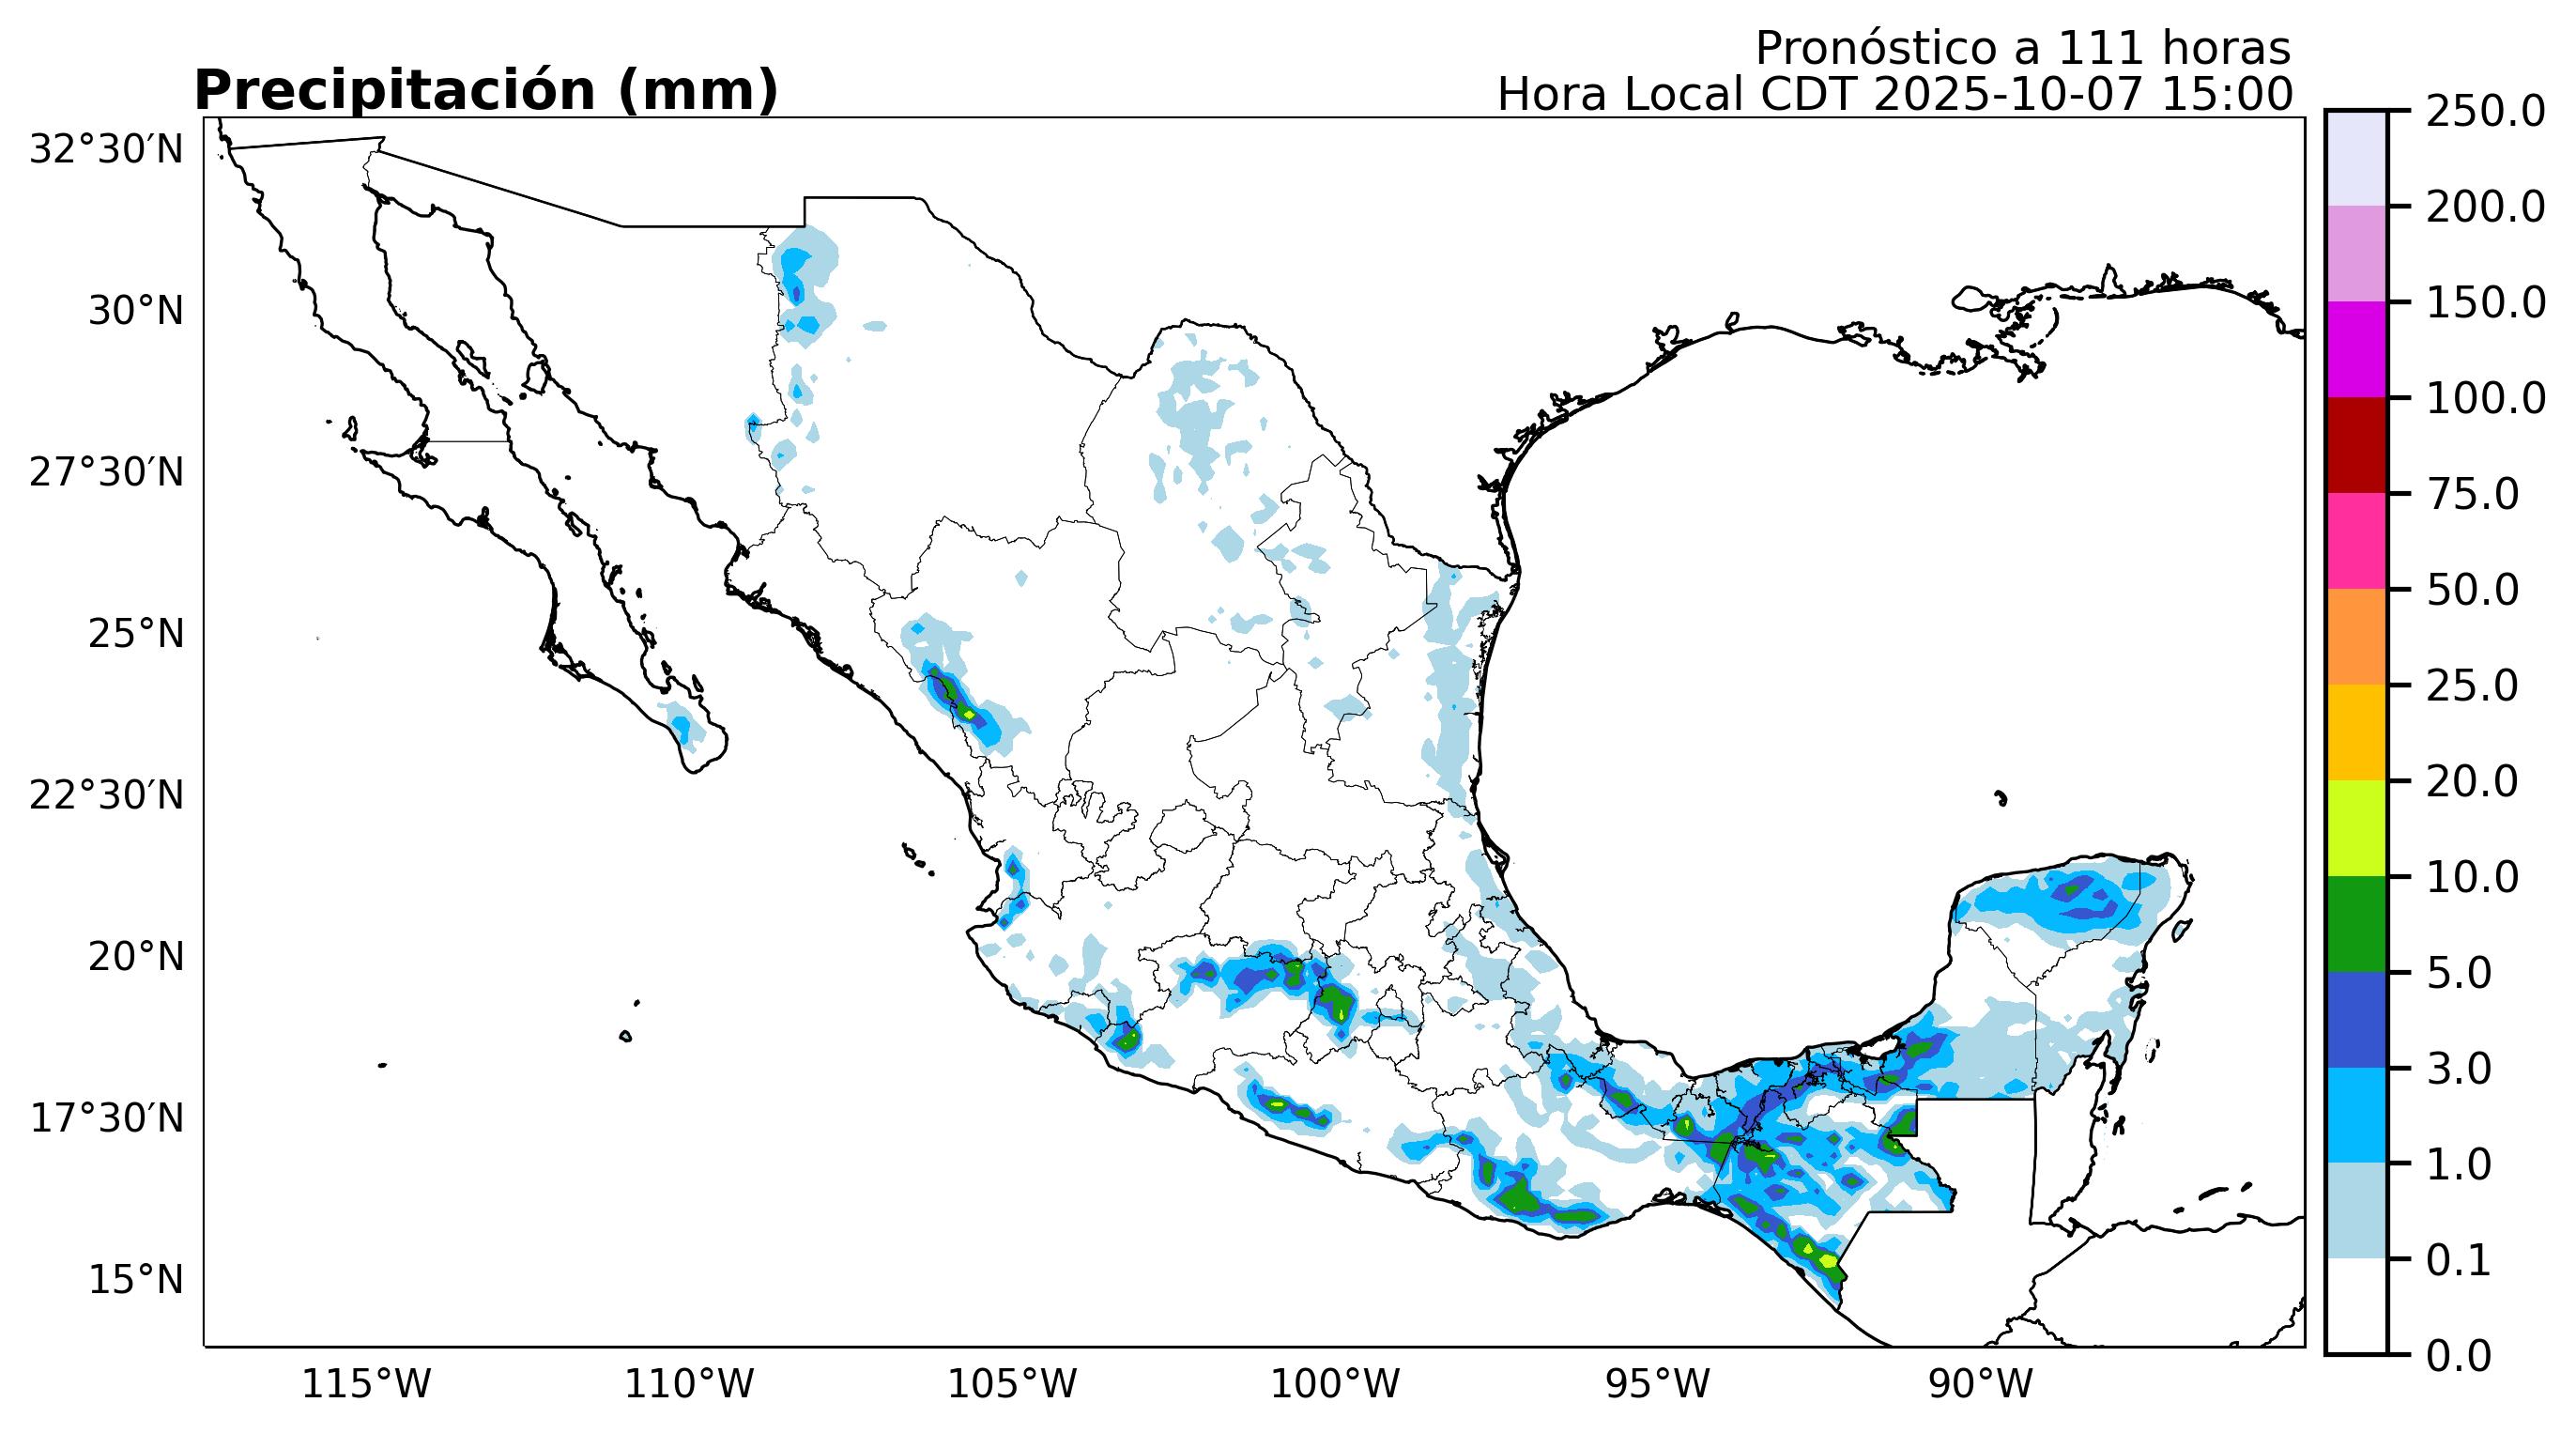 Pronóstico a 111 horas
Precipitación (mm)
Hora Local CDT 2025-10-07 15:00
32°30′N
30°N
27°30′N
25°N
22°30′N
20°N
17°30′N
15°N
115°W
110°W
105°W
100°W
95°W
90°W
250.0
200.0
150.0
100.0
75.0
50.0
25.0
20.0
10.0
5.0
3.0
1.0
0.1
0.0